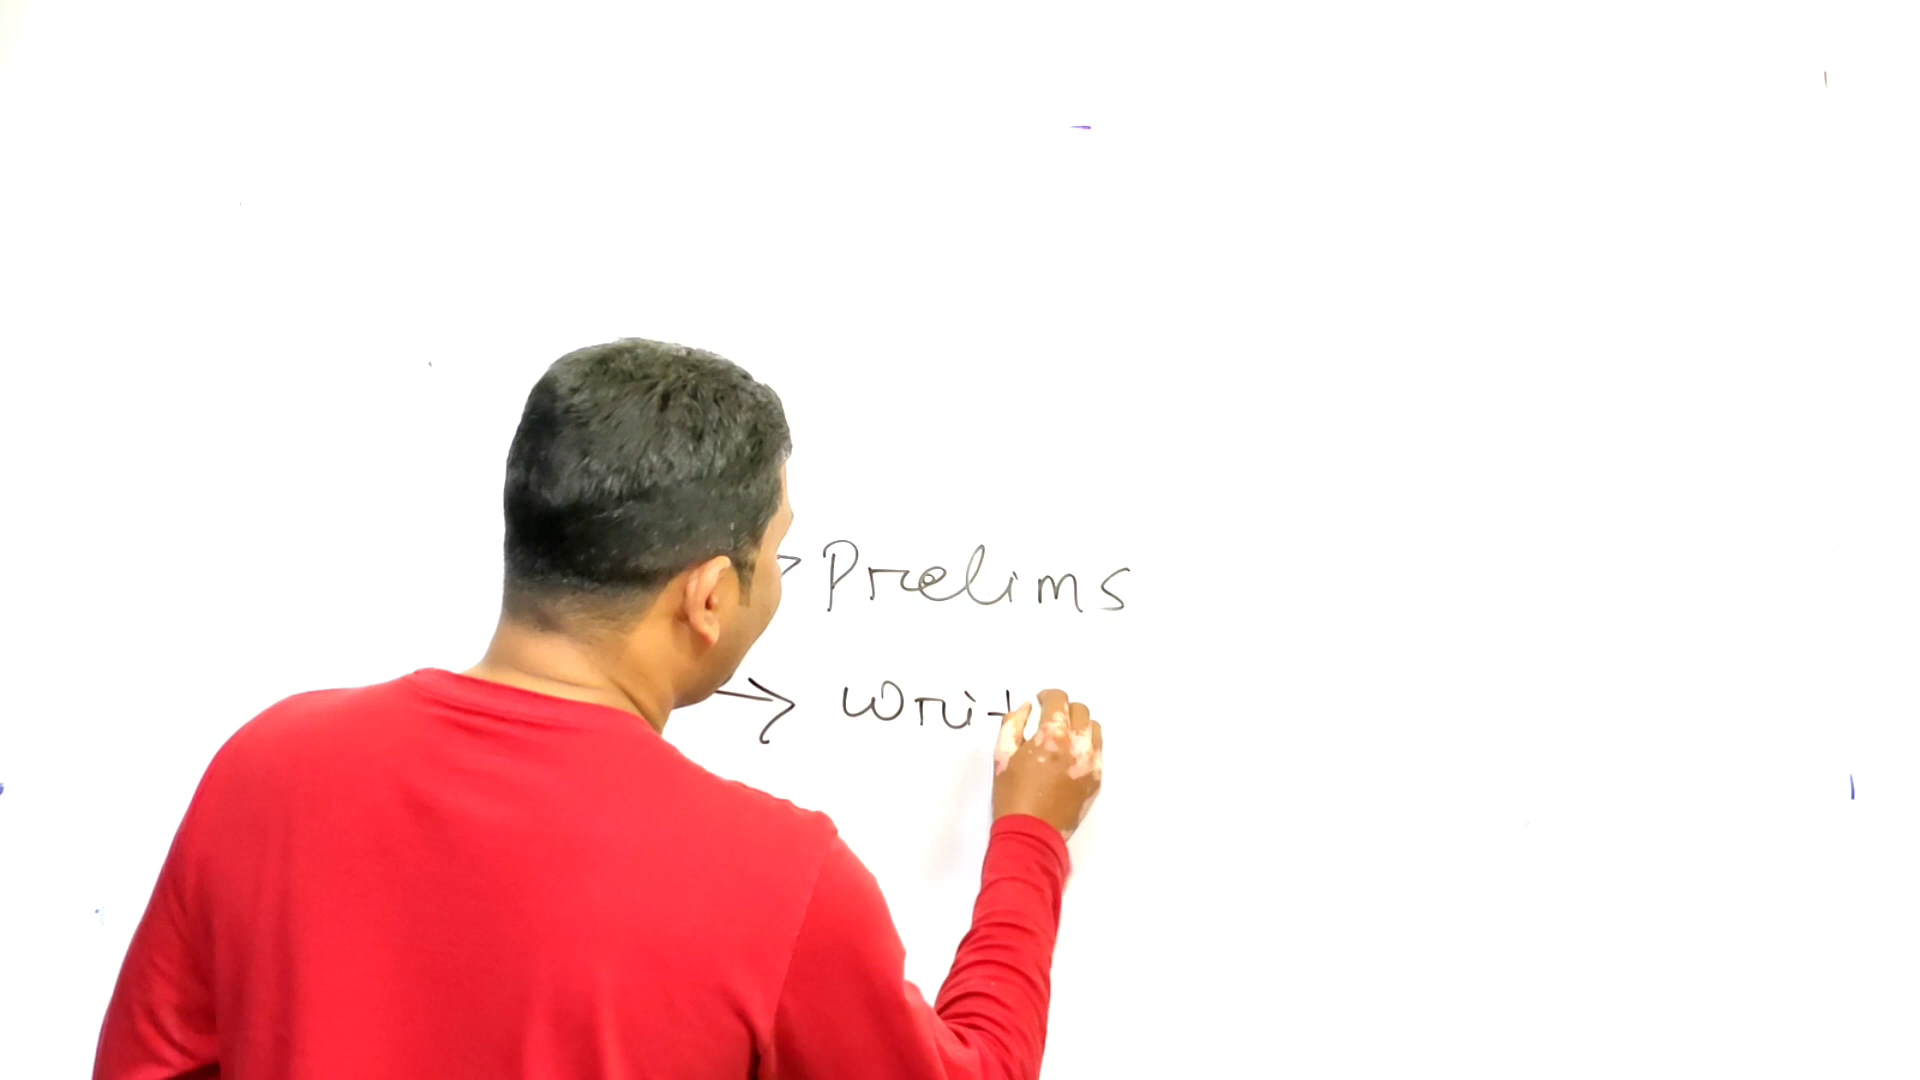 → Prelims
→ Writ